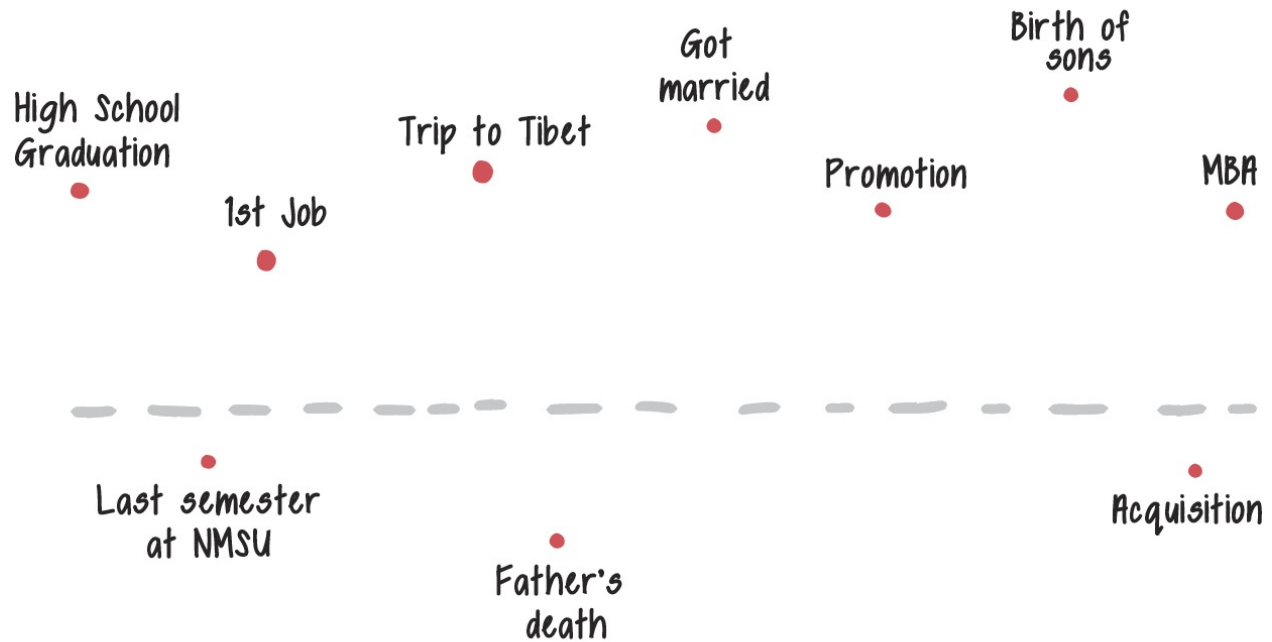 High School
Graduation
1st Job
Trip to Tibet
Got
married
Promotion
Birth of
sons
MBA
Last semester
at NMSU
Father's
death
Acquisition